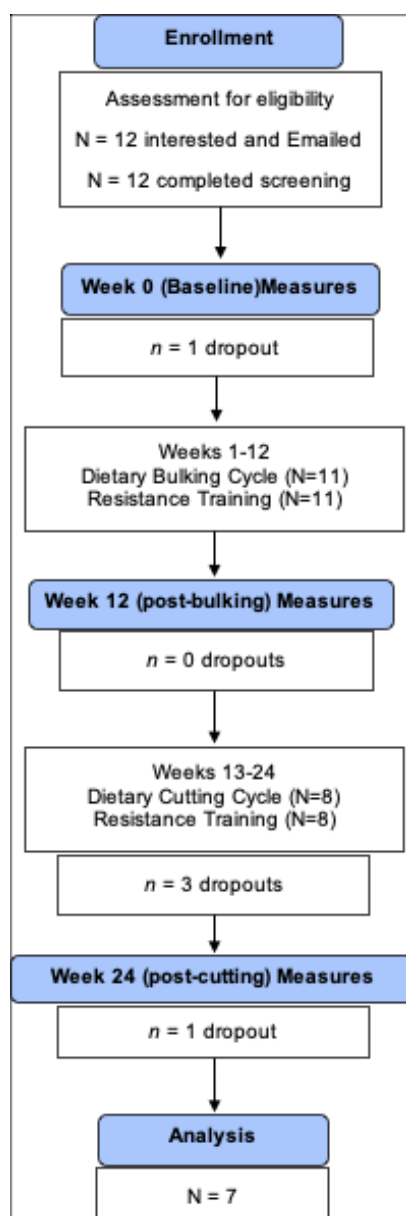 Enrollment
Assessment for eligibility
N = 12 interested and Emailed
N = 12 completed screening
Week 0 (Baseline)Measures
n = 1 dropout
Weeks 1-12
Dietary Bulking Cycle (N=11)
Resistance Training (N=11)
Week 12 (post-bulking) Measures
n = 0 dropouts
Weeks 13-24
Dietary Cutting Cycle (N=8)
Resistance Training (N=8)
n = 3 dropouts
Week 24 (post-cutting) Measures
n = 1 dropout
Analysis
N = 7